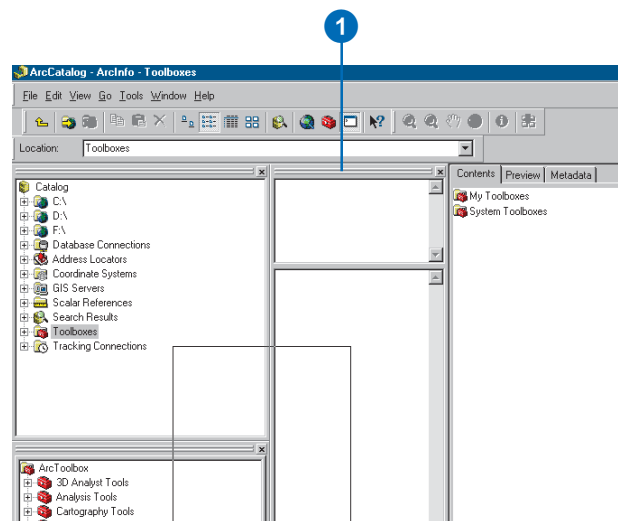 1
ArcCatalog - ArcInfo - Toolboxes
File Edit View Go Tools Window Help
Location: Toolboxes
Catalog
C:\
D:\
F:\
Database Connections
Address Locators
Coordinate Systems
GIS Servers
Scalar References
Search Results
Toolboxes
Tracking Connections
ArcToolbox
3D Analyst Tools
Analysis Tools
Cartography Tools
Contents Preview Metadata
My Toolboxes
System Toolboxes